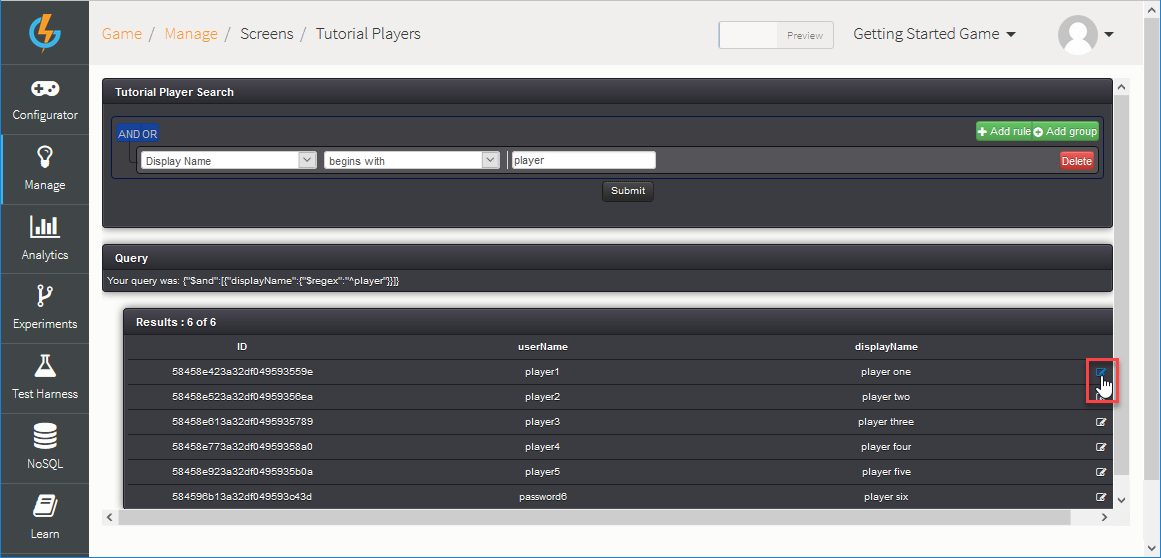 Game / Manage / Screens / Tutorial Players
Preview
Getting Started Game
Configurator
Manage
Analytics
Experiments
Test Harness
NoSQL
Learn
Tutorial Player Search
AND OR
Add rule Add group
Display Name begins with player Delete
Submit
Query
Your query was: {"$and":[{"displayName":{"$regex":"^player"}}]}
Results : 6 of 6
ID userName displayName
58458e423a32df049593559e player1 player one
58458e523a32df04959356ea player2 player two
58458e613a32df0495935789 player3 player three
58458e773a32df04959358a0 player4 player four
58458e923a32df0495935b0a player5 player five
584596b13a32df049593c43d password6 player six